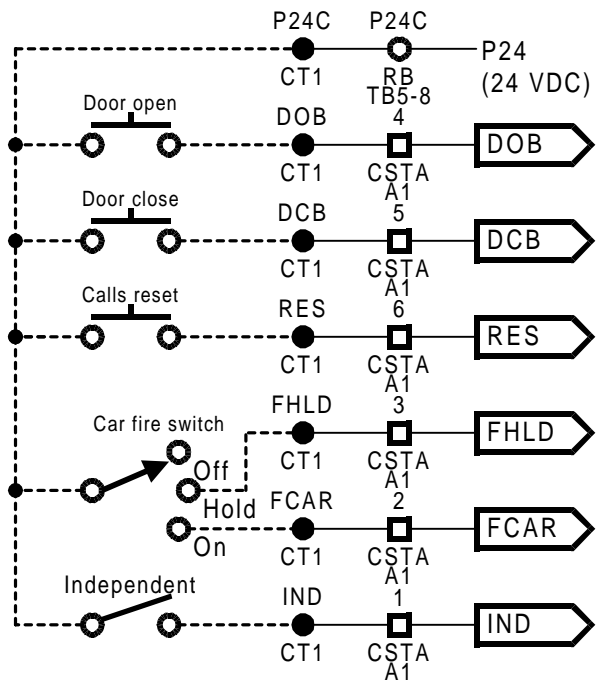 P24C P24C
P24
(24 VDC)
CT1 RB
TB5-8
Door open
DOB 4
DOB
CT1 CSTA
A1
Door close
DCB 5
DCB
CT1 CSTA
A1
Calls reset
RES 6
RES
CT1 CSTA
A1
FHLD 3
Car fire switch
FHLD
CT1 CSTA
A1
Off
Hold
FCAR 2
On
FCAR
CT1 CSTA
A1
Independent
IND 1
IND
CT1 CSTA
A1